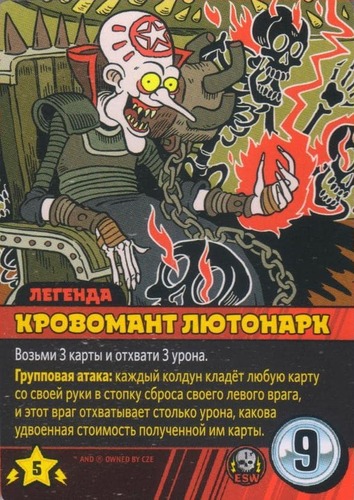 ЛЕГЕНДА
КРОВОМАНТ ЛЮТОНАРК
Возьми 3 карты и отхвати 3 урона.
Групповая атака: каждый колдун кладёт любую карту
со своей руки в стопку сброса своего левого врага,
и этот враг отхватывает столько урона, какова
удвоенная стоимость полученной им карты.
5
™ AND ® OWNED BY CZE
ESW
9